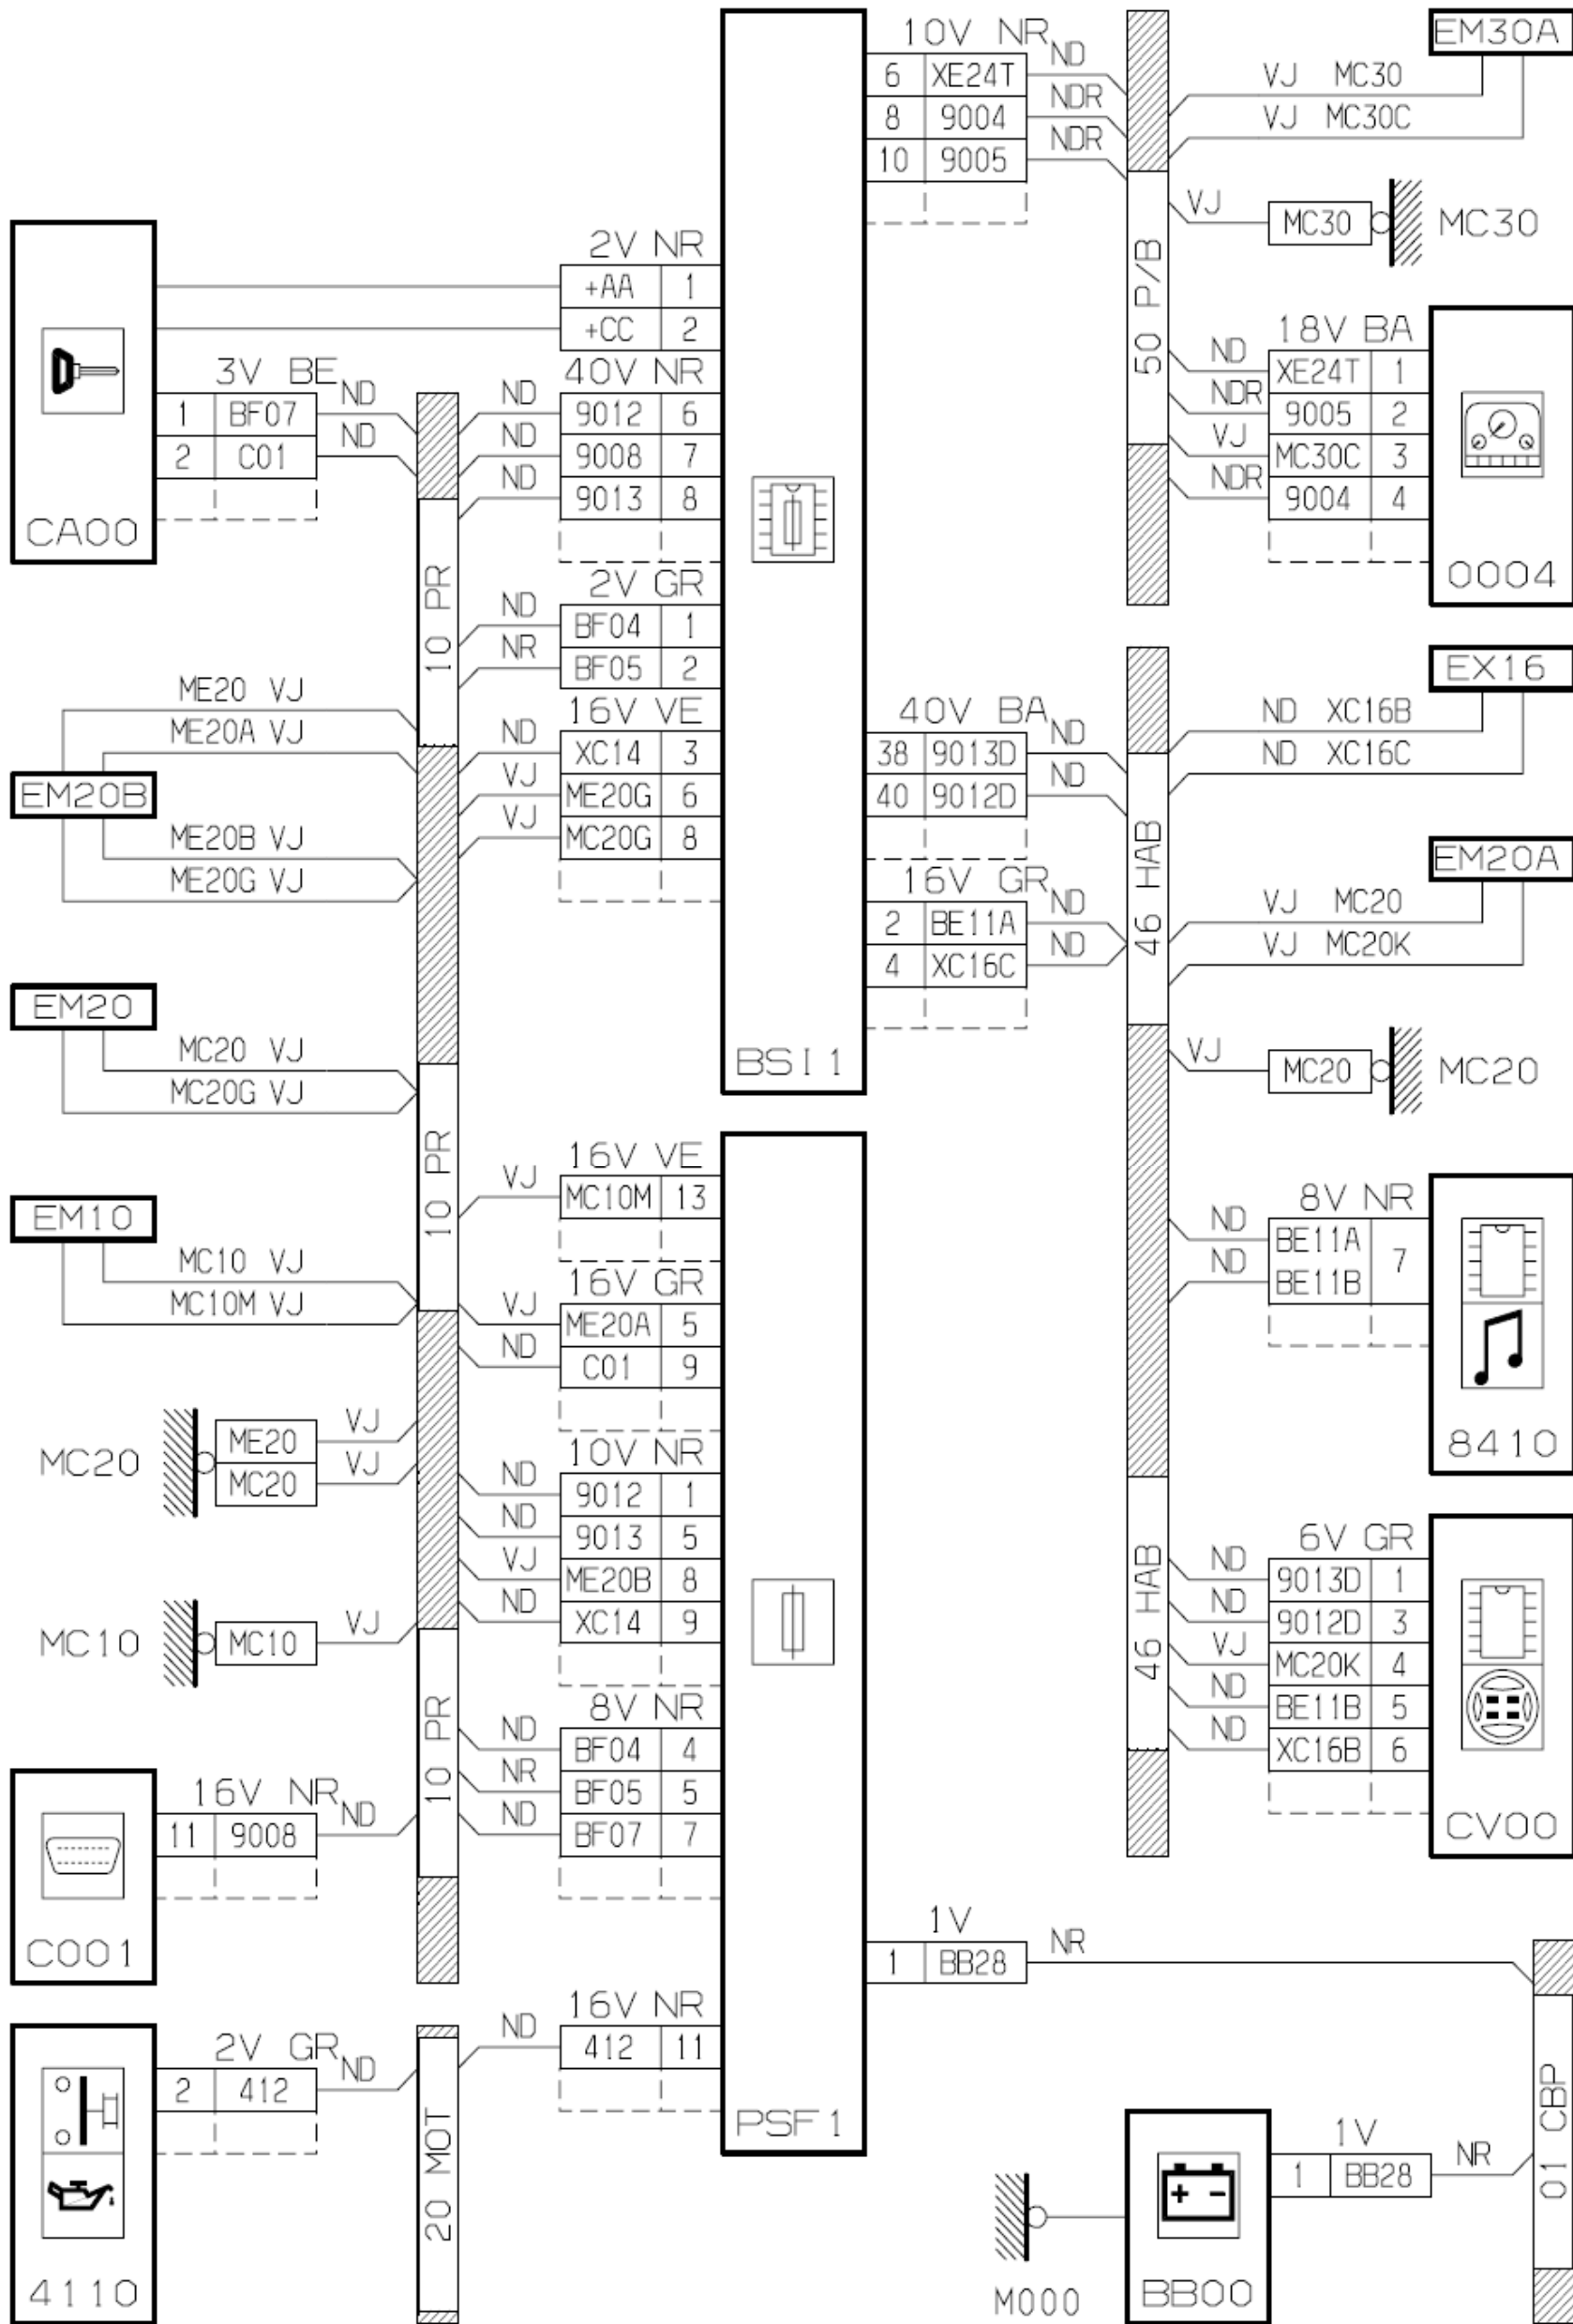 10V NR
6 XE24T ND
8 9004 NDR
10 9005 NDR
EM30A
VJ MC30
VJ MC30C
VJ MC30 MC30
50 P/B
18V BA
ND XE24T 1
NDR 9005 2
VJ MC30C 3
NDR 9004 4
0004
2V NR
+AA 1
+CC 2
CA00
3V BE
1 BF07 ND
2 C01 ND
40V NR
ND 9012 6
ND 9008 7
ND 9013 8
10 PR
2V GR
ND BF04 1
NR BF05 2
16V VE
ND XC14 3
VJ ME20G 6
VJ MC20G 8
ME20 VJ
ME20A VJ
EM20B
ME20B VJ
ME20G VJ
EM20
MC20 VJ
MC20G VJ
BSI1
40V BA
38 9013D ND
40 9012D ND
16V GR
2 BE11A ND
4 XC16C ND
46 HAB
EX16
ND XC16B
ND XC16C
EM20A
VJ MC20
VJ MC20K
VJ MC20 MC20
10 PR
EM10
MC10 VJ
MC10M VJ
16V VE
VJ MC10M 13
16V GR
VJ ME20A 5
ND C01 9
8V NR
ND BE11A
7
ND BE11B
8410
MC20 ME20 VJ
MC20 VJ
10V NR
ND 9012 1
ND 9013 5
VJ ME20B 8
ND XC14 9
MC10 MC10 VJ
46 HAB
6V GR
ND 9013D 1
ND 9012D 3
VJ MC20K 4
ND BE11B 5
ND XC16B 6
CV00
10 PR
8V NR
ND BF04 4
NR BF05 5
ND BF07 7
16V NR
11 9008 ND
C001
1V
1 BB28 NR
16V NR
ND 412 11
2V GR
2 412 ND
4110
20 MOT
PSF1
01 CBP
1V
1 BB28 NR
BB00
M000